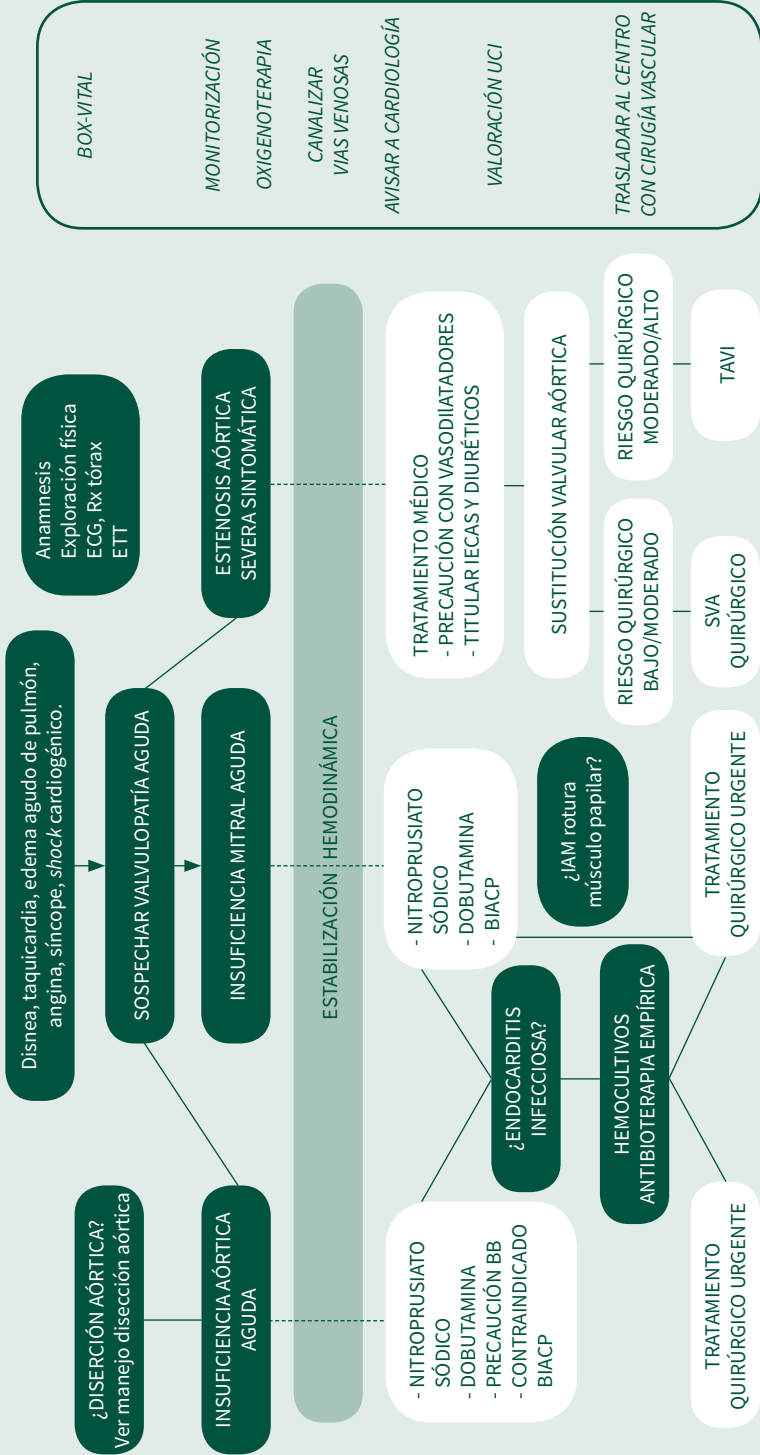 Disnea, taquicardia, edema agudo de pulmón,
angina, síncope, shock cardiogénico.
Anamnesis
Exploración física
ECG, Rx tórax
ETT
¿DISERCIÓN AÓRTICA?
Ver manejo disección aórtica
SOSPECHAR VALVULOPATÍA AGUDA
INSUFICIENCIA AÓRTICA
AGUDA
INSUFICIENCIA MITRAL AGUDA
ESTENOSIS AÓRTICA
SEVERA SINTOMÁTICA
ESTABILIZACIÓN HEMODINÁMICA
- NITROPRUSIATO
SÓDICO
- DOBUTAMINA
- PRECAUCIÓN BB
- CONTRAINDICADO
BIACP
- NITROPRUSIATO
SÓDICO
- DOBUTAMINA
- BIACP
TRATAMIENTO MÉDICO
- PRECAUCIÓN CON VASODIlATADORES
- TITULAR IECAS Y DIURÉTICOS
¿ENDOCARDITIS
INFECCIOSA?
¿IAM rotura
músculo papilar?
SUSTITUCIÓN VALVULAR AÓRTICA
HEMOCULTIVOS
ANTIBIOTERAPIA EMPÍRICA
RIESGO QUIRÚRGICO
BAJO/MODERADO
RIESGO QUIRÚRGICO
MODERADO/ALTO
TRATAMIENTO
QUIRÚRGICO URGENTE
TRATAMIENTO
QUIRÚRGICO URGENTE
SVA
QUIRÚRGICO
TAVI
BOX-VITAL
MONITORIZACIÓN
OXIGENOTERAPIA
CANALIZAR
VIAS VENOSAS
AVISAR A CARDIOLOGÍA
VALORACIÓN UCI
TRASLADAR AL CENTRO
CON CIRUGÍA VASCULAR